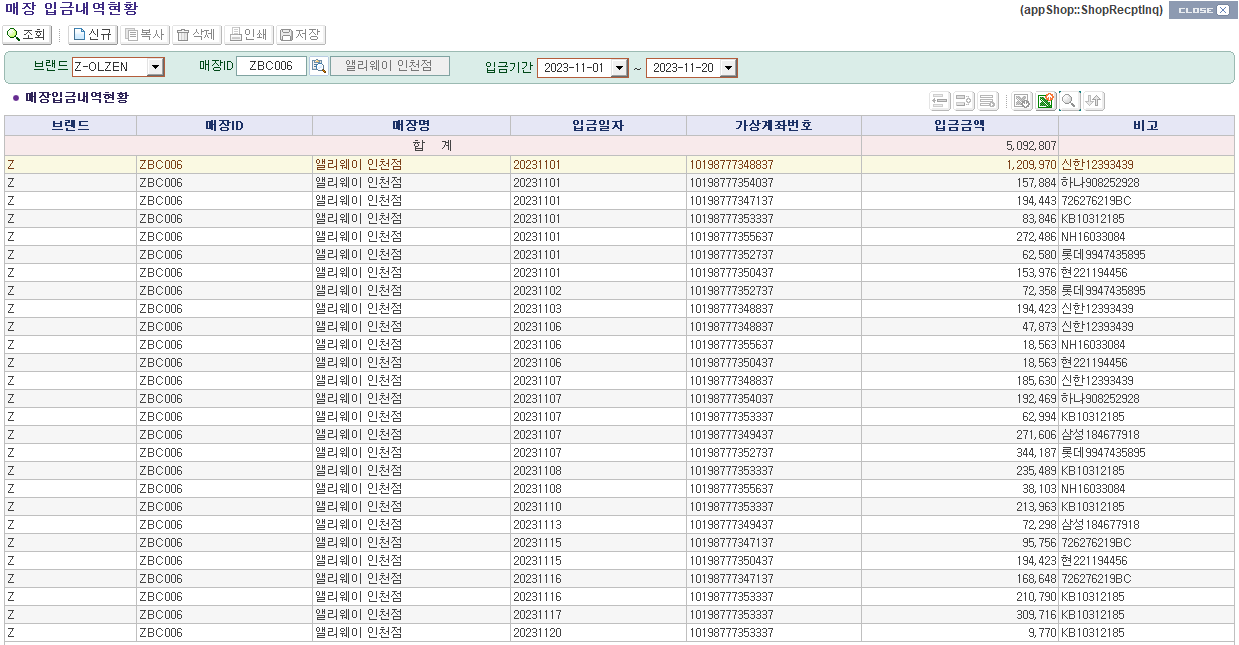 매장 입금내역현황
(appShop::ShopRecptInq) CLOSE
조회 신규 복사 삭제 인쇄 저장
브랜드 Z-OLZEN 매장ID ZBC006 앨리웨이 인천점 입금기간 2023-11-01 ~ 2023-11-20
매장입금내역현황
브랜드 매장ID 매장명 입금일자 가상계좌번호 입금금액 비고
합 계 5,092,807
Z ZBC006 앨리웨이 인천점 20231101 10198777348837 1,209,970 신한12393439
Z ZBC006 앨리웨이 인천점 20231101 10198777354037 157,884 하나908252928
Z ZBC006 앨리웨이 인천점 20231101 10198777347137 194,443 726276219BC
Z ZBC006 앨리웨이 인천점 20231101 10198777353337 83,846 KB10312185
Z ZBC006 앨리웨이 인천점 20231101 10198777355637 272,486 NH16033084
Z ZBC006 앨리웨이 인천점 20231101 10198777352737 62,580 롯데9947435895
Z ZBC006 앨리웨이 인천점 20231101 10198777350437 153,976 현221194456
Z ZBC006 앨리웨이 인천점 20231102 10198777352737 72,358 롯데9947435895
Z ZBC006 앨리웨이 인천점 20231103 10198777348837 194,423 신한12393439
Z ZBC006 앨리웨이 인천점 20231106 10198777348837 47,873 신한12393439
Z ZBC006 앨리웨이 인천점 20231106 10198777355637 18,563 NH16033084
Z ZBC006 앨리웨이 인천점 20231106 10198777350437 18,563 현221194456
Z ZBC006 앨리웨이 인천점 20231107 10198777348837 185,630 신한12393439
Z ZBC006 앨리웨이 인천점 20231107 10198777354037 192,469 하나908252928
Z ZBC006 앨리웨이 인천점 20231107 10198777353337 62,994 KB10312185
Z ZBC006 앨리웨이 인천점 20231107 10198777349437 271,606 삼성184677918
Z ZBC006 앨리웨이 인천점 20231107 10198777352737 344,187 롯데9947435895
Z ZBC006 앨리웨이 인천점 20231108 10198777353337 235,489 KB10312185
Z ZBC006 앨리웨이 인천점 20231108 10198777355637 38,103 NH16033084
Z ZBC006 앨리웨이 인천점 20231110 10198777353337 213,963 KB10312185
Z ZBC006 앨리웨이 인천점 20231113 10198777349437 72,298 삼성184677918
Z ZBC006 앨리웨이 인천점 20231115 10198777347137 95,756 726276219BC
Z ZBC006 앨리웨이 인천점 20231115 10198777350437 194,423 현221194456
Z ZBC006 앨리웨이 인천점 20231116 10198777347137 168,648 726276219BC
Z ZBC006 앨리웨이 인천점 20231116 10198777353337 210,790 KB10312185
Z ZBC006 앨리웨이 인천점 20231117 10198777353337 309,716 KB10312185
Z ZBC006 앨리웨이 인천점 20231120 10198777353337 9,770 KB10312185